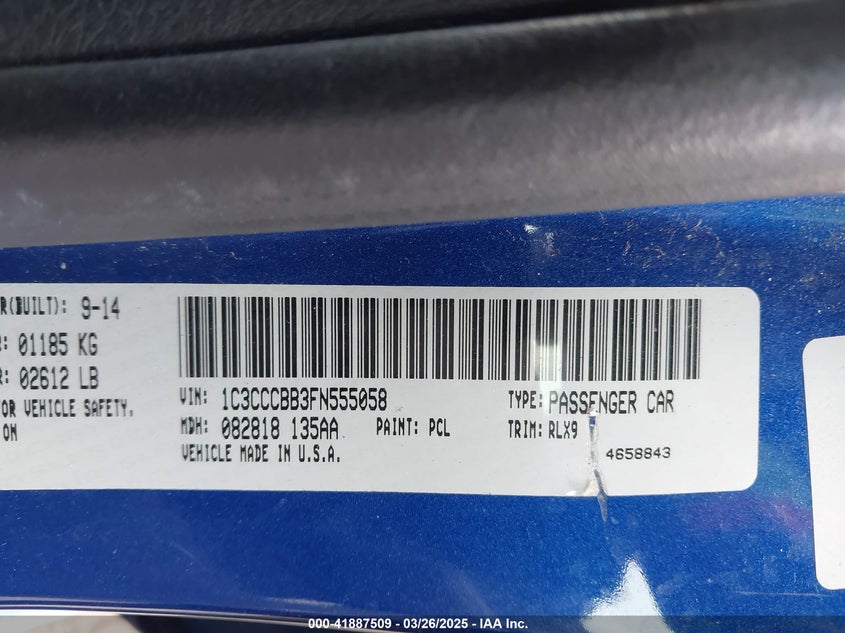 R(BUILT): 9-14
: 01185 KG
R: 02612 LB
OR VEHICLE SAFETY,
ON
VIN: 1C3CCCBB3FN555058
TYPE: PASSENGER CAR
MDH: 082818 135AA
PAINT: PCL
TRIM: RLX9
VEHICLE MADE IN U.S.A.
4658843
000-41887509 - 03/26/2025 - IAA Inc.